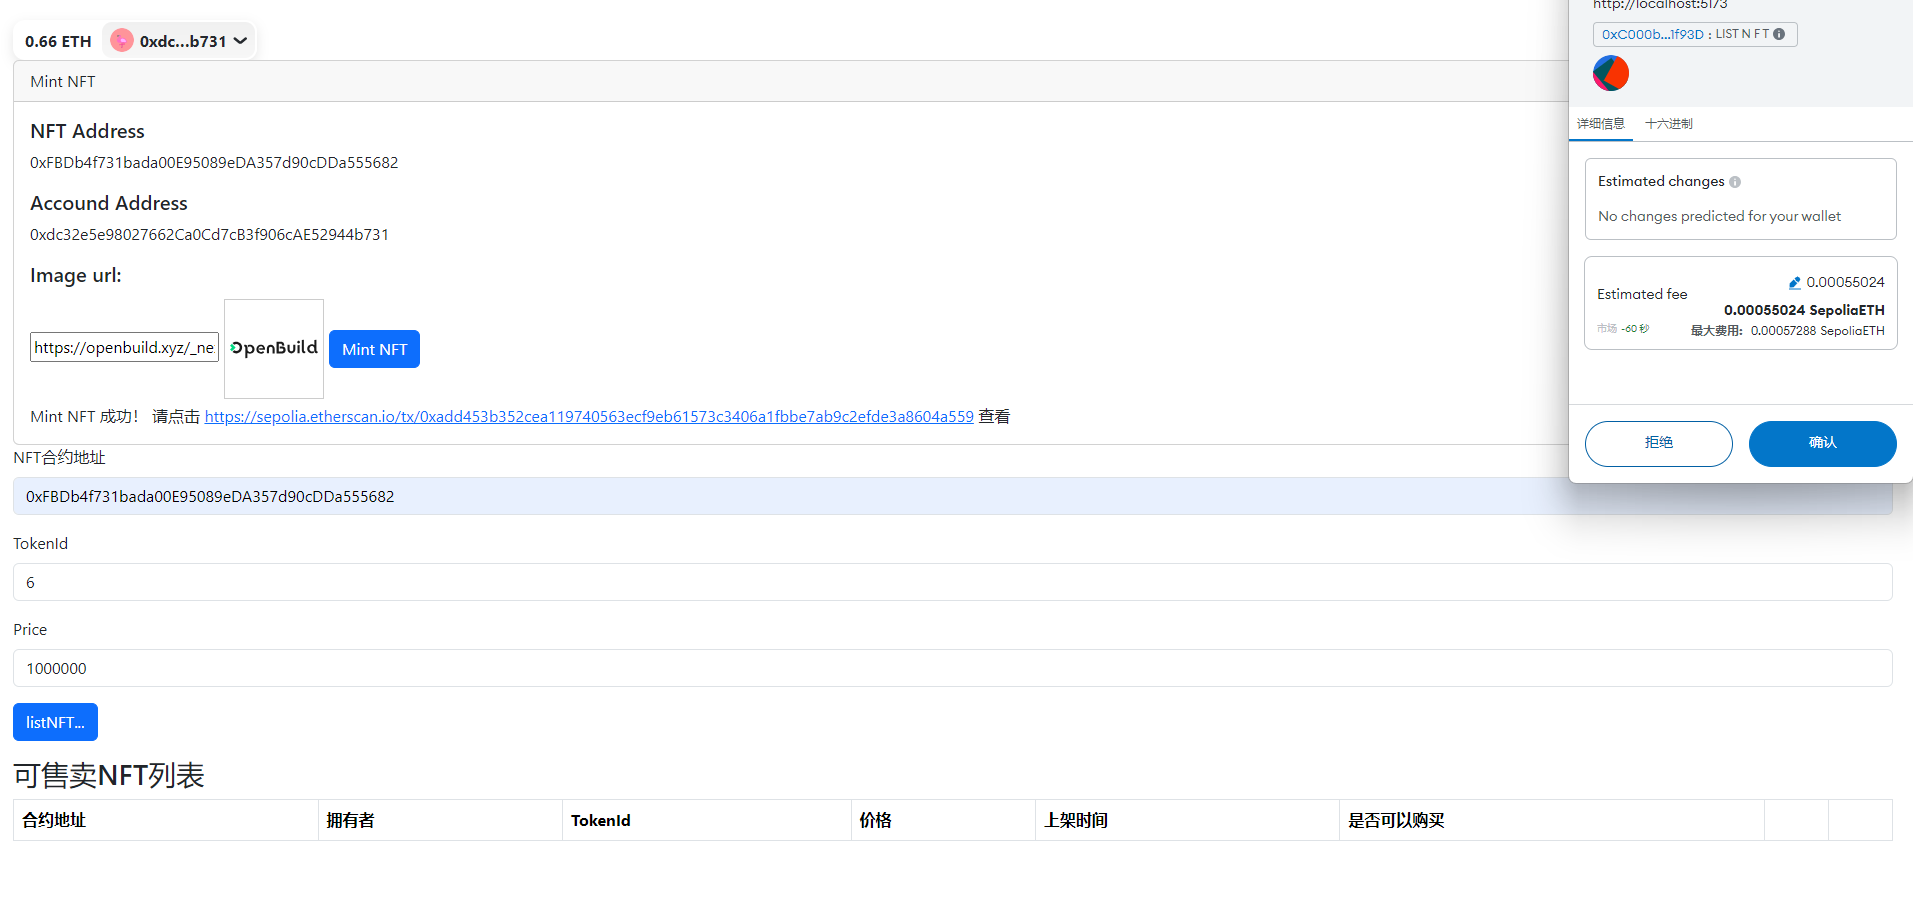 0.66 ETH 0xdc...b731
Mint NFT
NFT Address
0xFBDb4f731bada00E95089eDA357d90cDDa555682
Accound Address
0xdc32e5e98027662Ca0Cd7cB3f906cAE52944b731
Image url:
https://openbuild.xyz/_ne OpenBuild Mint NFT
Mint NFT 成功！ 请点击 https://sepolia.etherscan.io/tx/0xadd453b352cea119740563ecf9eb61573c3406a1fbbe7ab9c2efde3a8604a559 查看
NFT合约地址
0xFBDb4f731bada00E95089eDA357d90cDDa555682
TokenId
6
Price
1000000
listNFT...
可售卖NFT列表
合约地址 拥有者 TokenId 价格 上架时间 是否可以购买
http://localhost:5173
0xC000b...1f93D : LIST N F T
详细信息 十六进制
Estimated changes
No changes predicted for your wallet
0.00055024
Estimated fee
0.00055024 SepoliaETH
市场 ~60 秒 最大费用: 0.00057288 SepoliaETH
拒绝 确认